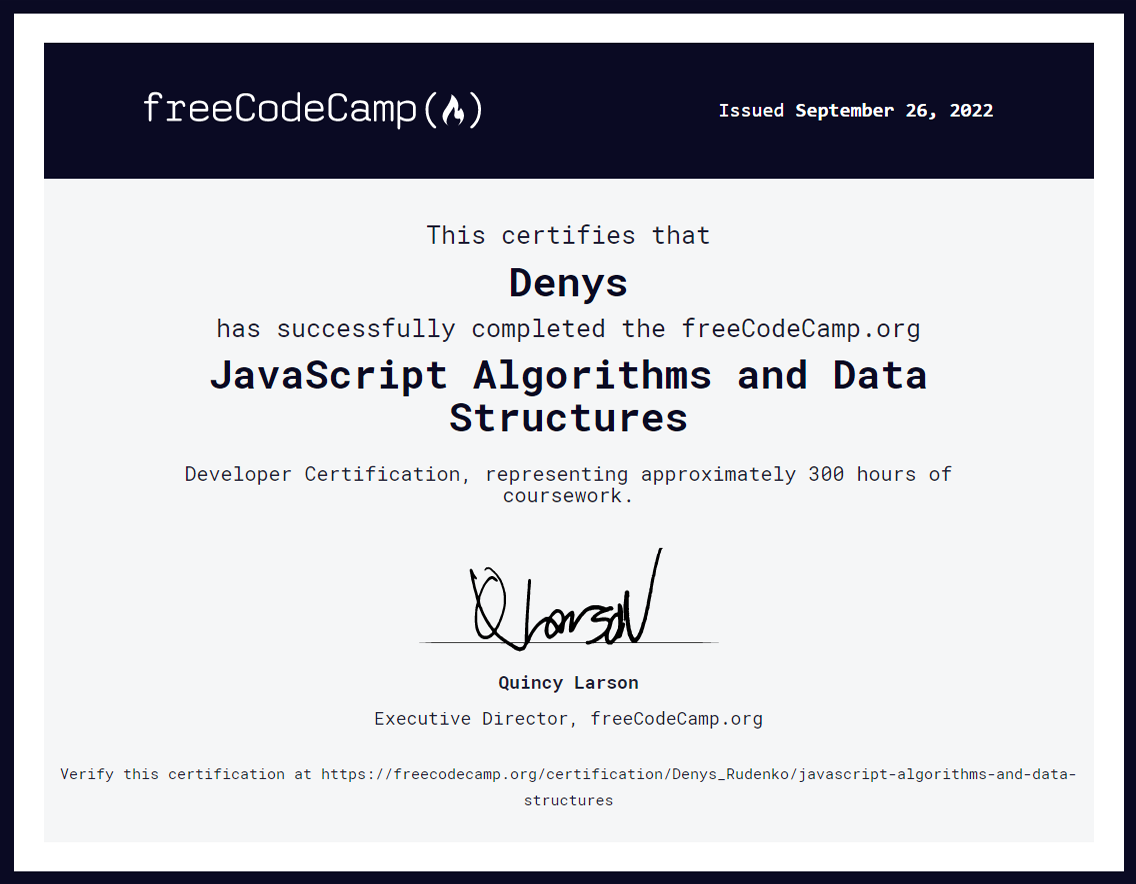 freeCodeCamp(🔥)
Issued September 26, 2022
This certifies that
Denys
has successfully completed the freeCodeCamp.org
JavaScript Algorithms and Data
Structures
Developer Certification, representing approximately 300 hours of
coursework.
Q Larson
Quincy Larson
Executive Director, freeCodeCamp.org
Verify this certification at https://freecodecamp.org/certification/Denys_Rudenko/javascript-algorithms-and-data-
structures